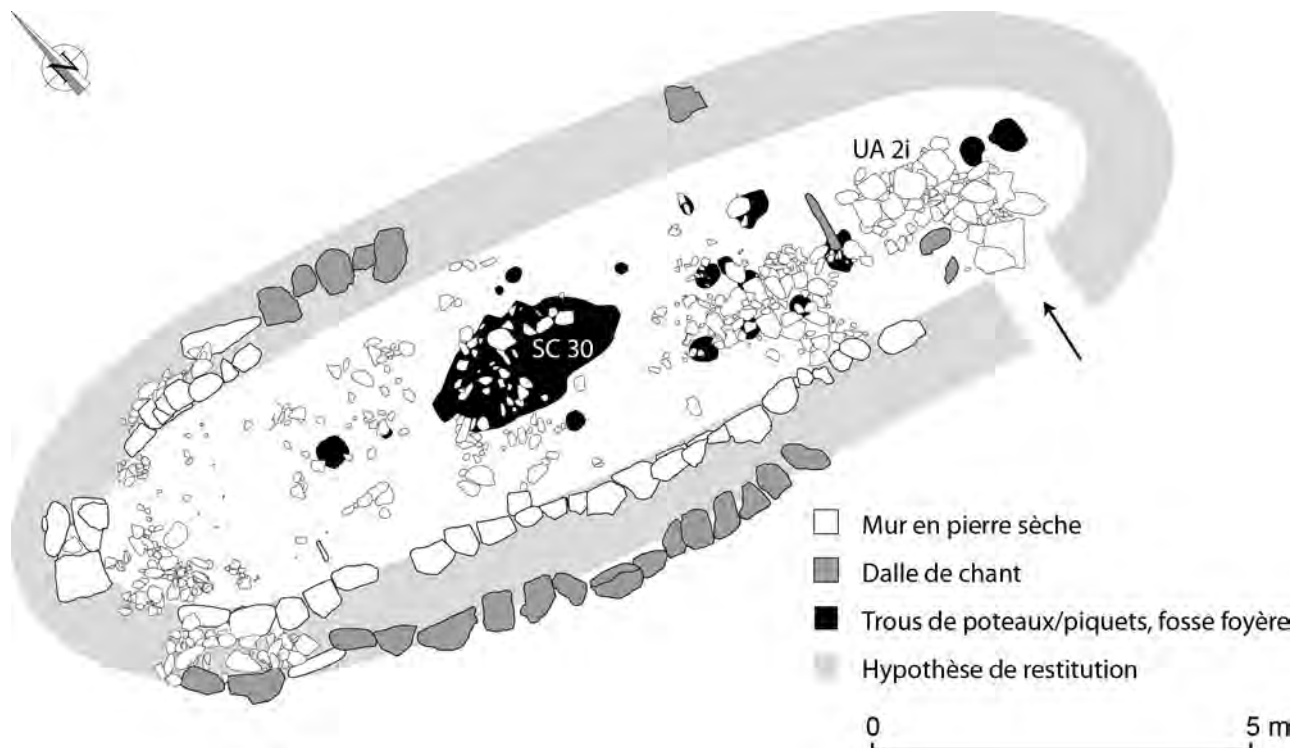 N
UA 2i
SC 30
Mur en pierre sèche
Dalle de chant
Trous de poteaux/piquets, fosse foyère
Hypothèse de restitution
0 5 m